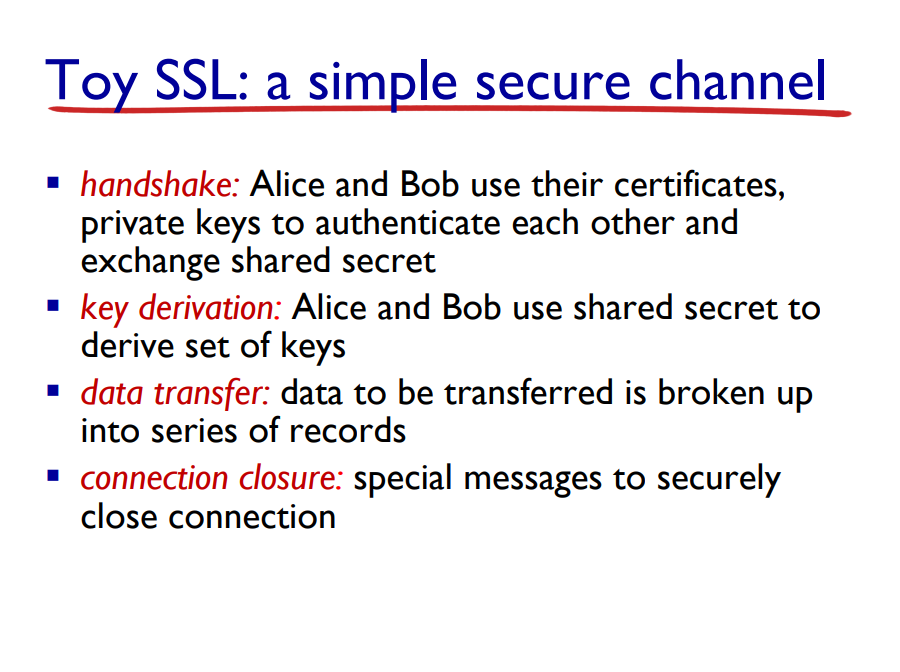 Toy SSL: a simple secure channel
▪ handshake: Alice and Bob use their certificates,
private keys to authenticate each other and
exchange shared secret
▪ key derivation: Alice and Bob use shared secret to
derive set of keys
▪ data transfer: data to be transferred is broken up
into series of records
▪ connection closure: special messages to securely
close connection